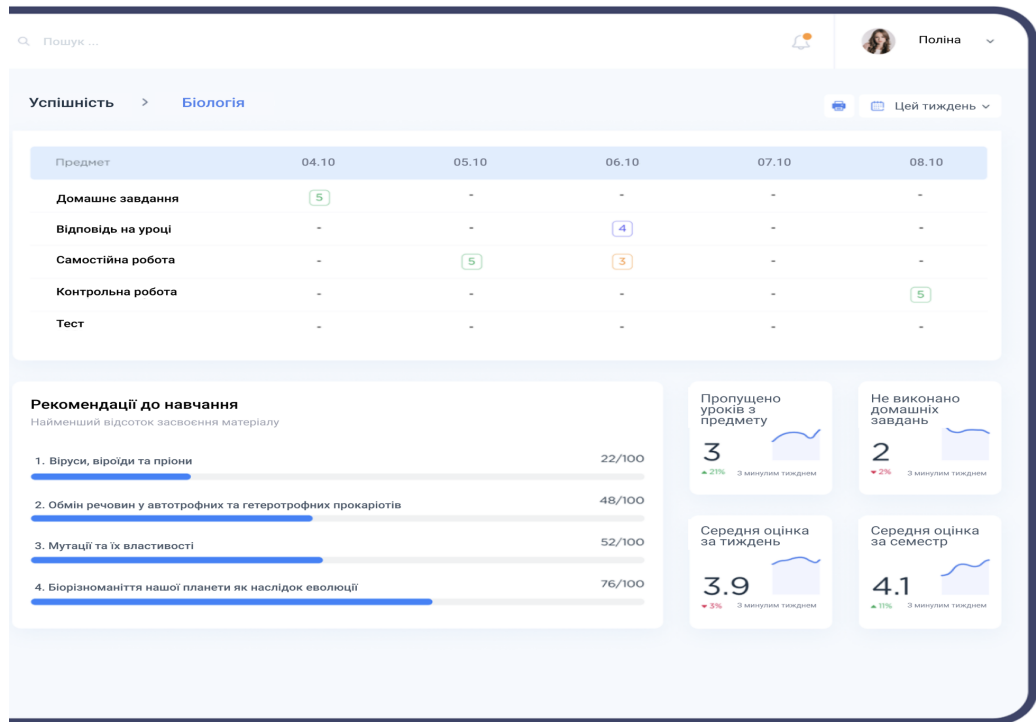 Пошук ...
Поліна
Успішність > Біологія
Цей тиждень
Предмет 04.10 05.10 06.10 07.10 08.10
Домашнє завдання 5 - - - -
Відповідь на уроці - - 4 - -
Самостійна робота - 5 3 - -
Контрольна робота - - - - 5
Тест - - - - -
Рекомендації до навчання
Найменший відсоток засвоєння матеріалу
1. Віруси, віроїди та пріони 22/100
2. Обмін речовин у автотрофних та гетеротрофних прокаріотів 48/100
3. Мутації та їх властивості 52/100
4. Біорізноманіття нашої планети як наслідок еволюції 76/100
Пропущено
уроків з
предмету
3
21% З минулим тижднем
Не виконано
домашніх
завдань
2
2% З минулим тижднем
Середня оцінка
за тиждень
3.9
3% З минулим тижднем
Середня оцінка
за семестр
4.1
11% З минулим тижднем